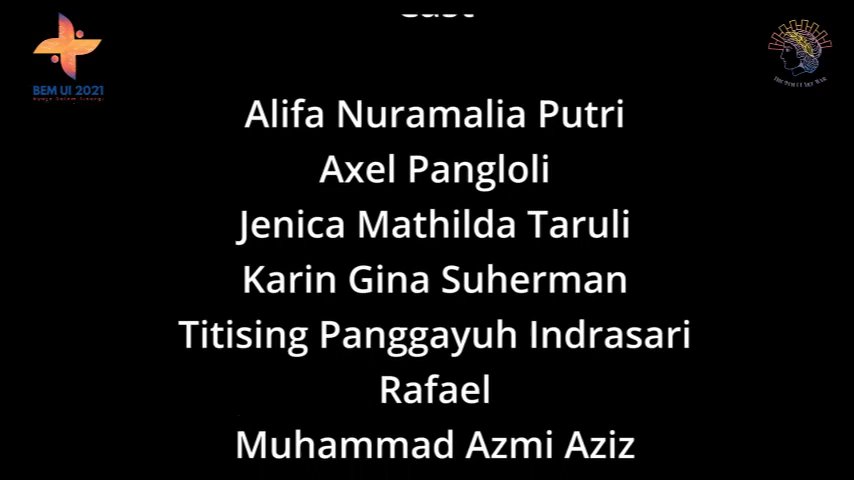 Cast
BEM UI 2021
Alifa Nuramalia Putri
Axel Pangloli
Jenica Mathilda Taruli
Karin Gina Suherman
Titising Panggayuh Indrasari
Rafael
Muhammad Azmi Aziz